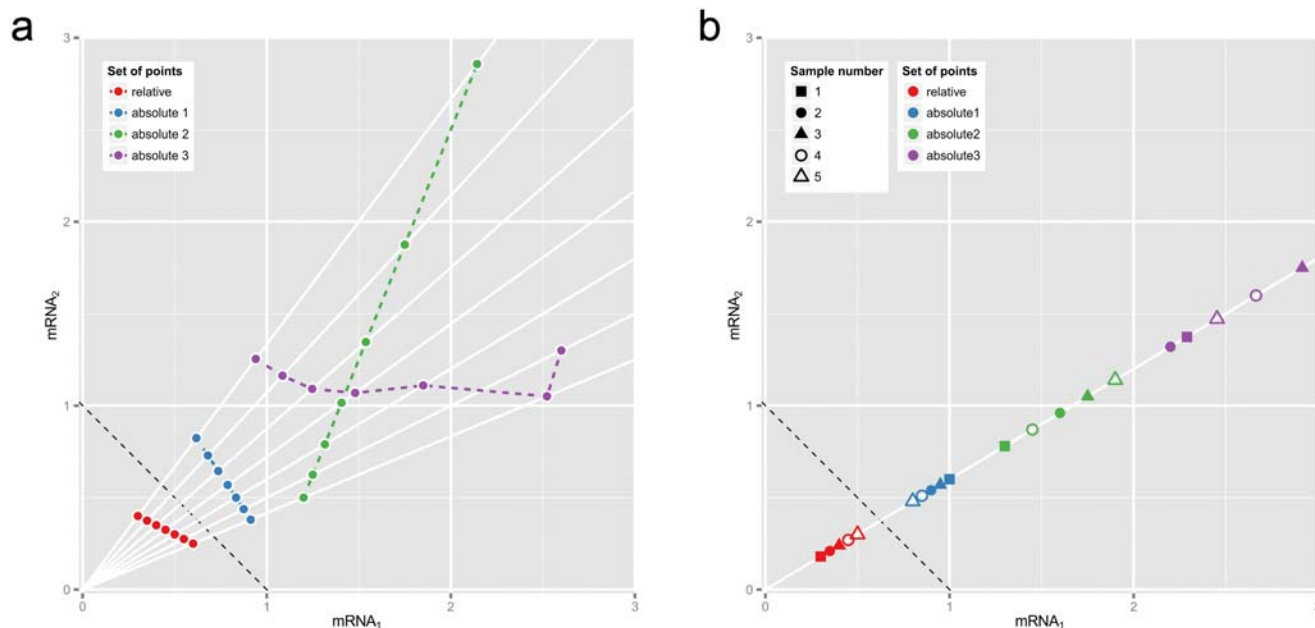 a
3
2
1
0
mRNA2
0
1
2
3
mRNA1
Set of points
relative
absolute 1
absolute 2
absolute 3
b
3
2
1
0
mRNA2
0
1
2
3
mRNA1
Sample number
1
2
3
4
5
Set of points
relative
absolute1
absolute2
absolute3